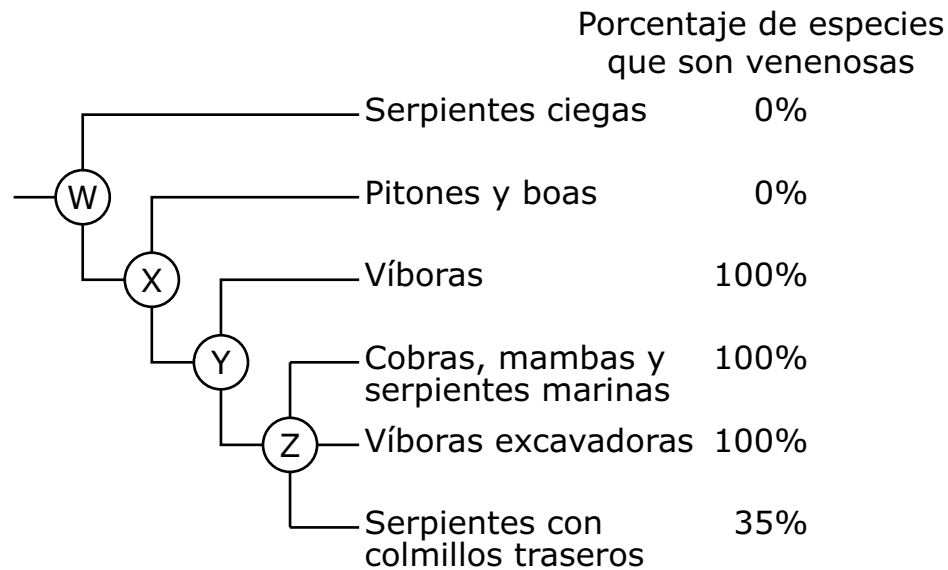 Porcentaje de especies
que son venenosas
Serpientes ciegas 0%
W
Pitones y boas 0%
X
Víboras 100%
Y
Cobras, mambas y 100%
serpientes marinas
Z
Víboras excavadoras 100%
Serpientes con 35%
colmillos traseros